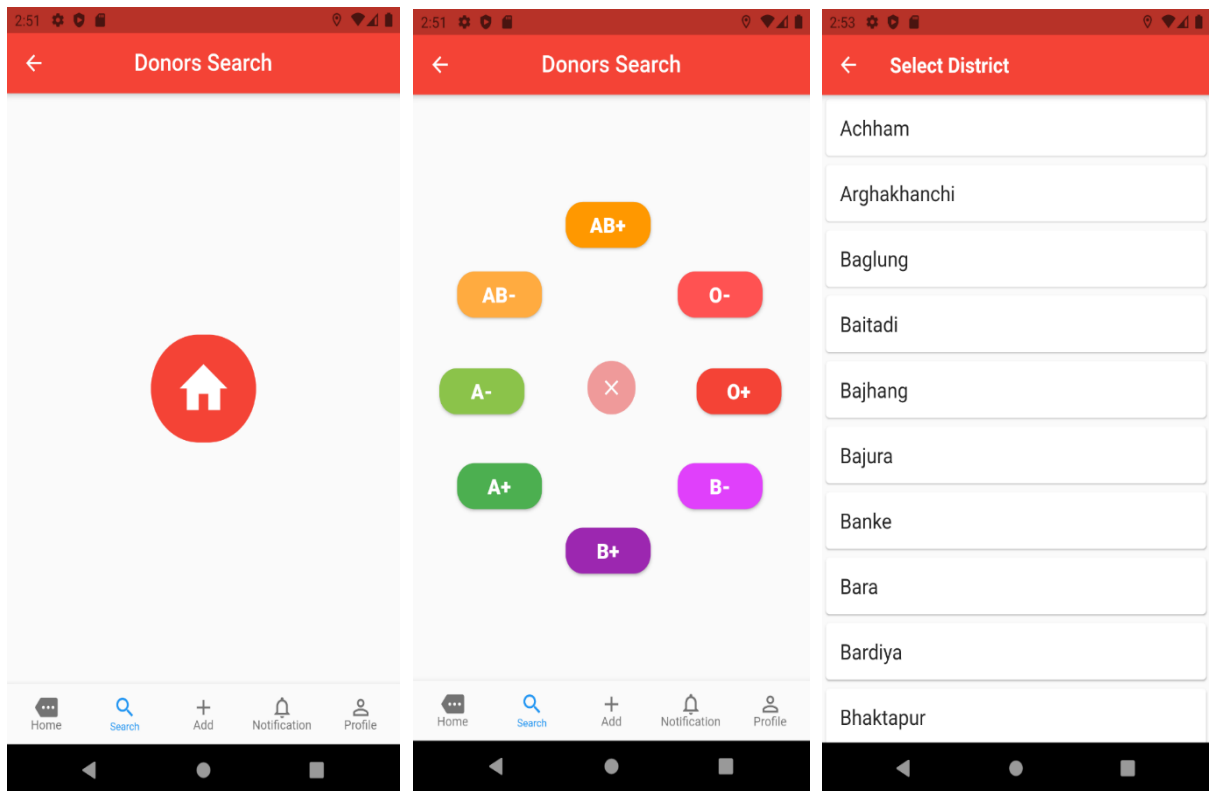 2:51
Donors Search
Home
Search
Add
Notification
Profile
2:51
Donors Search
AB+
AB-
O-
A-
O+
A+
B-
B+
Home
Search
Add
Notification
Profile
2:53
Select District
Achham
Arghakhanchi
Baglung
Baitadi
Bajhang
Bajura
Banke
Bara
Bardiya
Bhaktapur